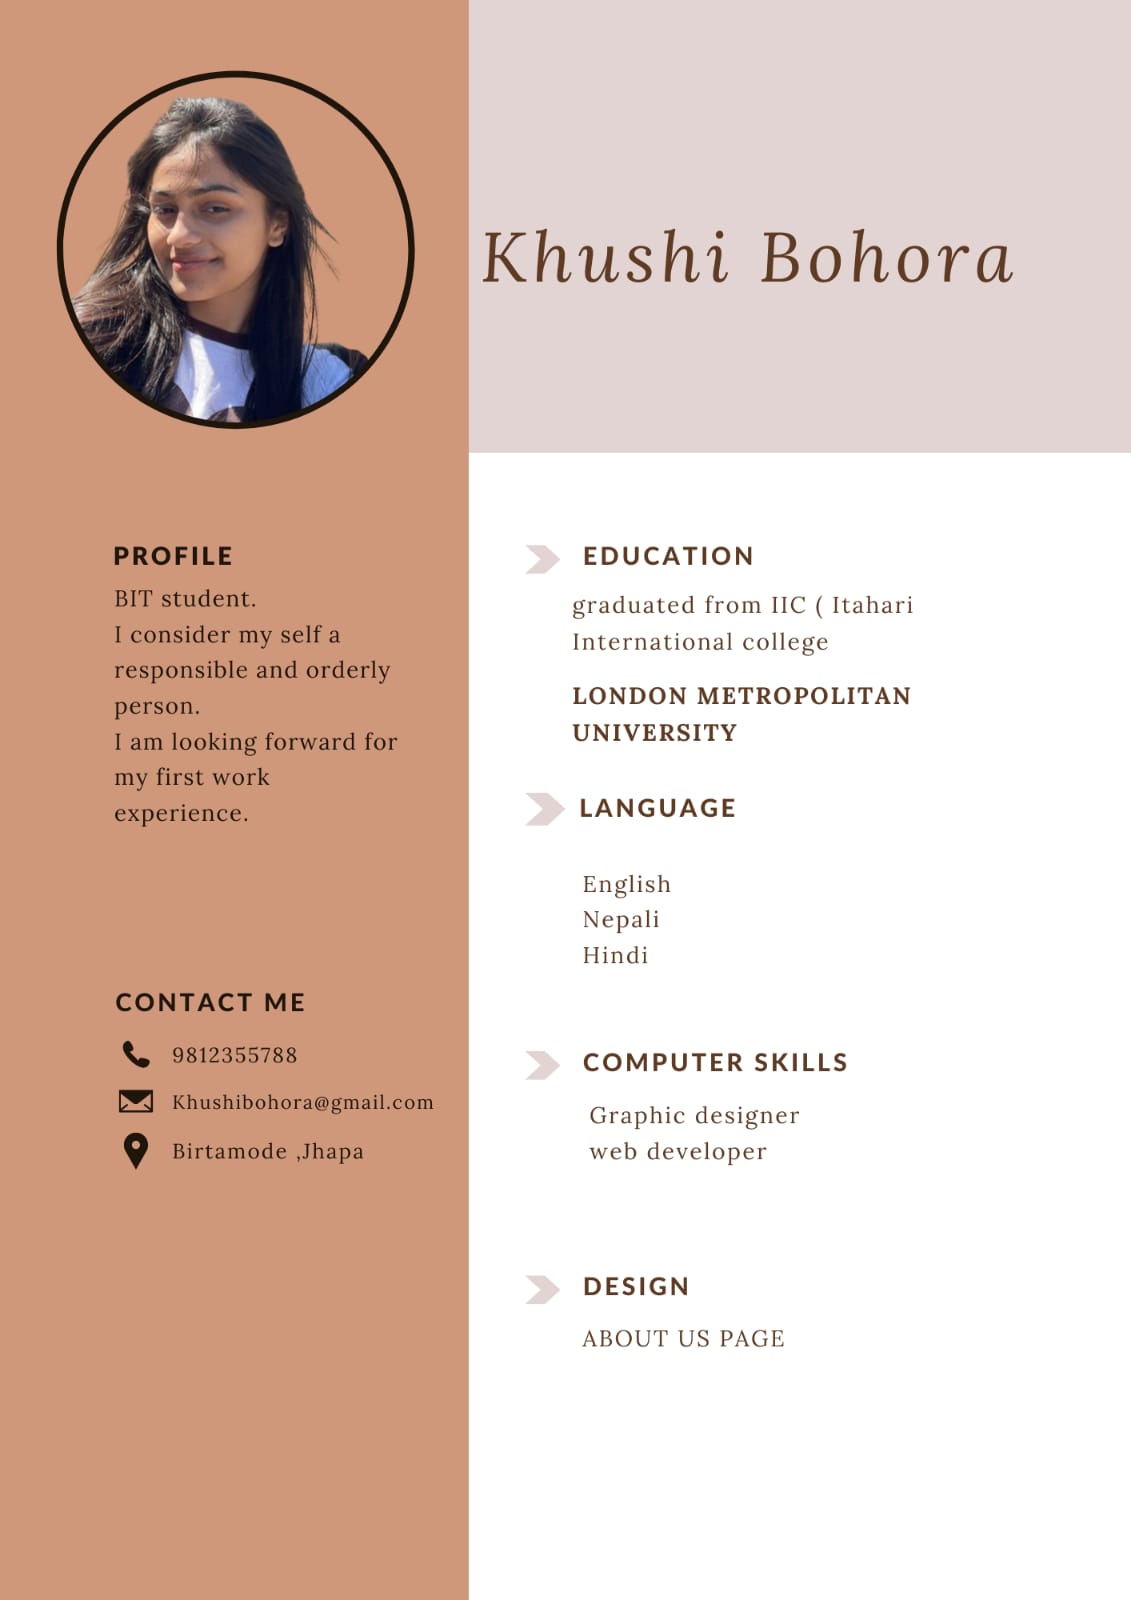 Khushi Bohora
PROFILE
BIT student.
I consider my self a
responsible and orderly
person.
I am looking forward for
my first work
experience.
CONTACT ME
9812355788
Khushibohora@gmail.com
Birtamode ,Jhapa
EDUCATION
graduated from IIC ( Itahari
International college
LONDON METROPOLITAN
UNIVERSITY
LANGUAGE
English
Nepali
Hindi
COMPUTER SKILLS
Graphic designer
web developer
DESIGN
ABOUT US PAGE